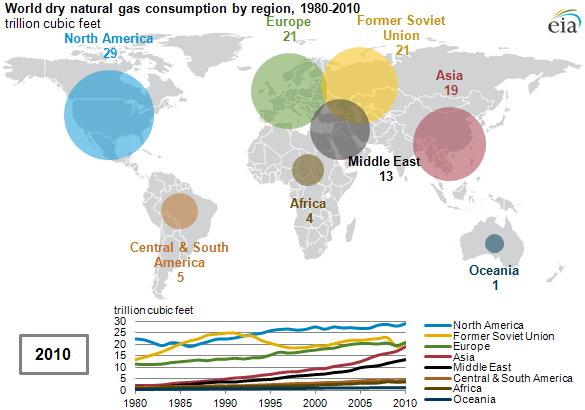 World dry natural gas consumption by region, 1980-2010
trillion cubic feet
eia
North America
29
Europe
21
Former Soviet
Union
21
Asia
19
Middle East
13
Africa
4
Central & South
America
5
Oceania
1
2010
trillion cubic feet
30
25
20
15
10
5
0
1980
1985
1990
1995
2000
2005
2010
North America
Former Soviet Union
Europe
Asia
Middle East
Central & South America
Africa
Oceania